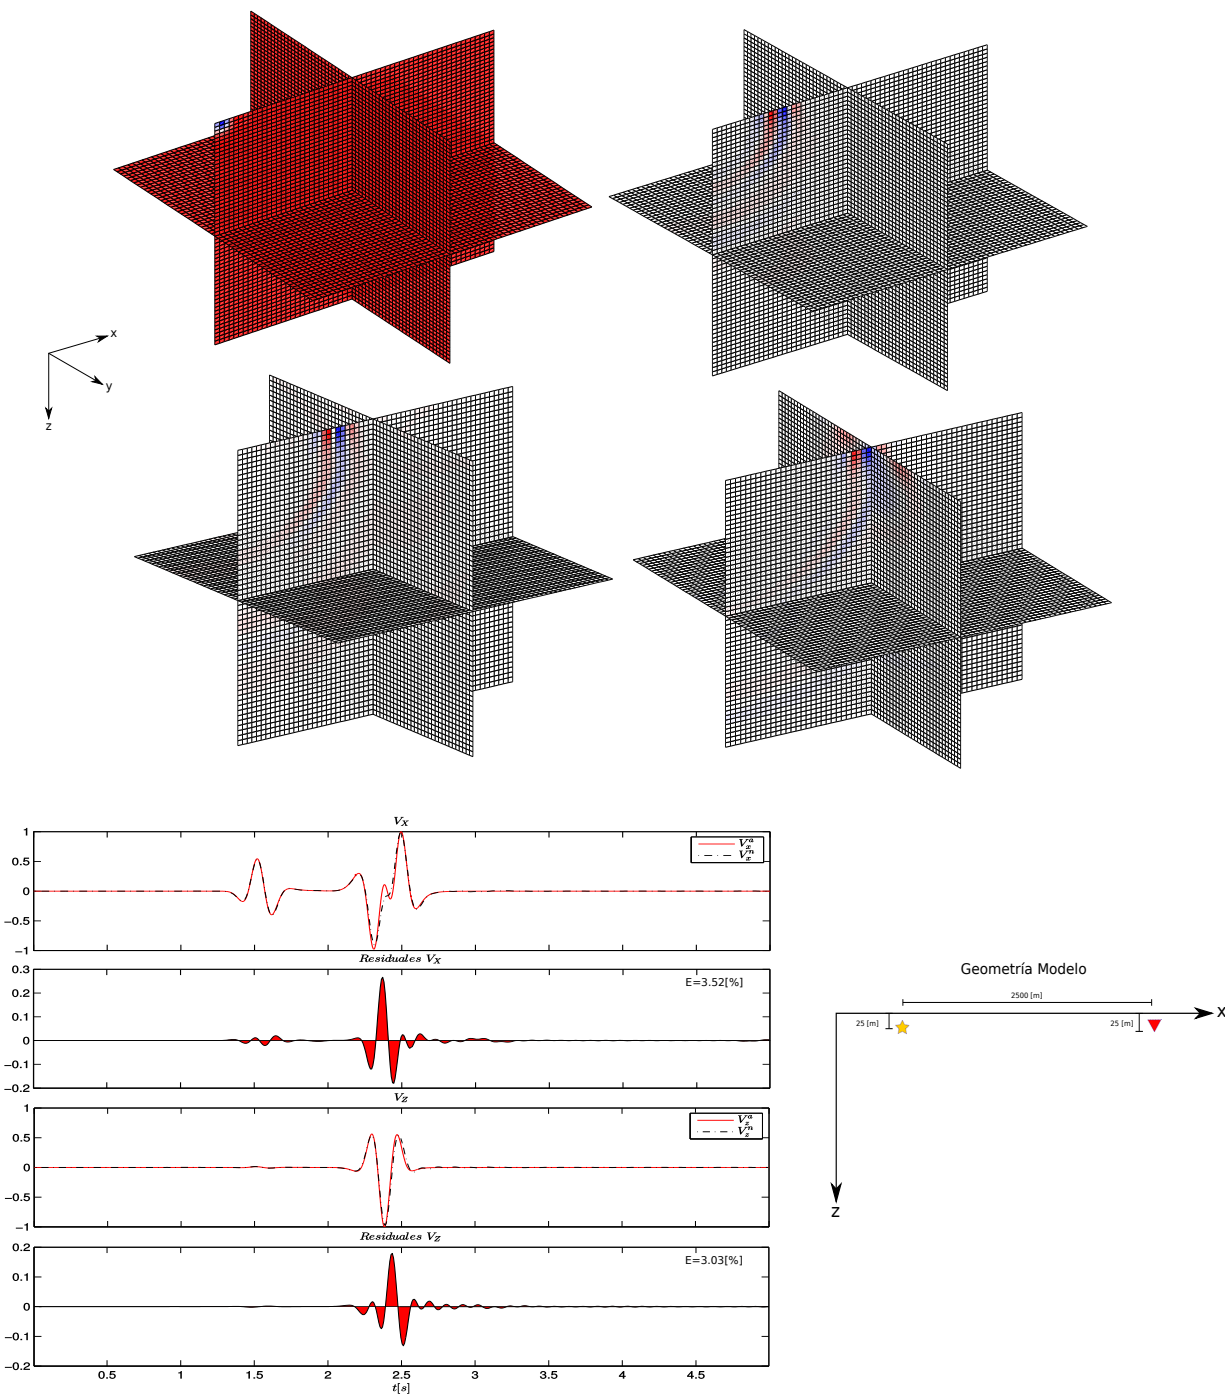 x
y
z
V_X
1
0.5
0
−0.5
−1
V_x^a
V_x^n
Residuales V_X
0.3
0.2
0.1
0
−0.1
−0.2
E=3.52[%]
V_Z
1
0.5
0
−0.5
−1
V_z^a
V_z^n
Residuales V_Z
0.2
0.1
0
−0.1
−0.2
E=3.03[%]
0.5 1 1.5 2 2.5 3 3.5 4 4.5
t[s]
Geometría Modelo
2500 [m]
X
25 [m]
25 [m]
Z